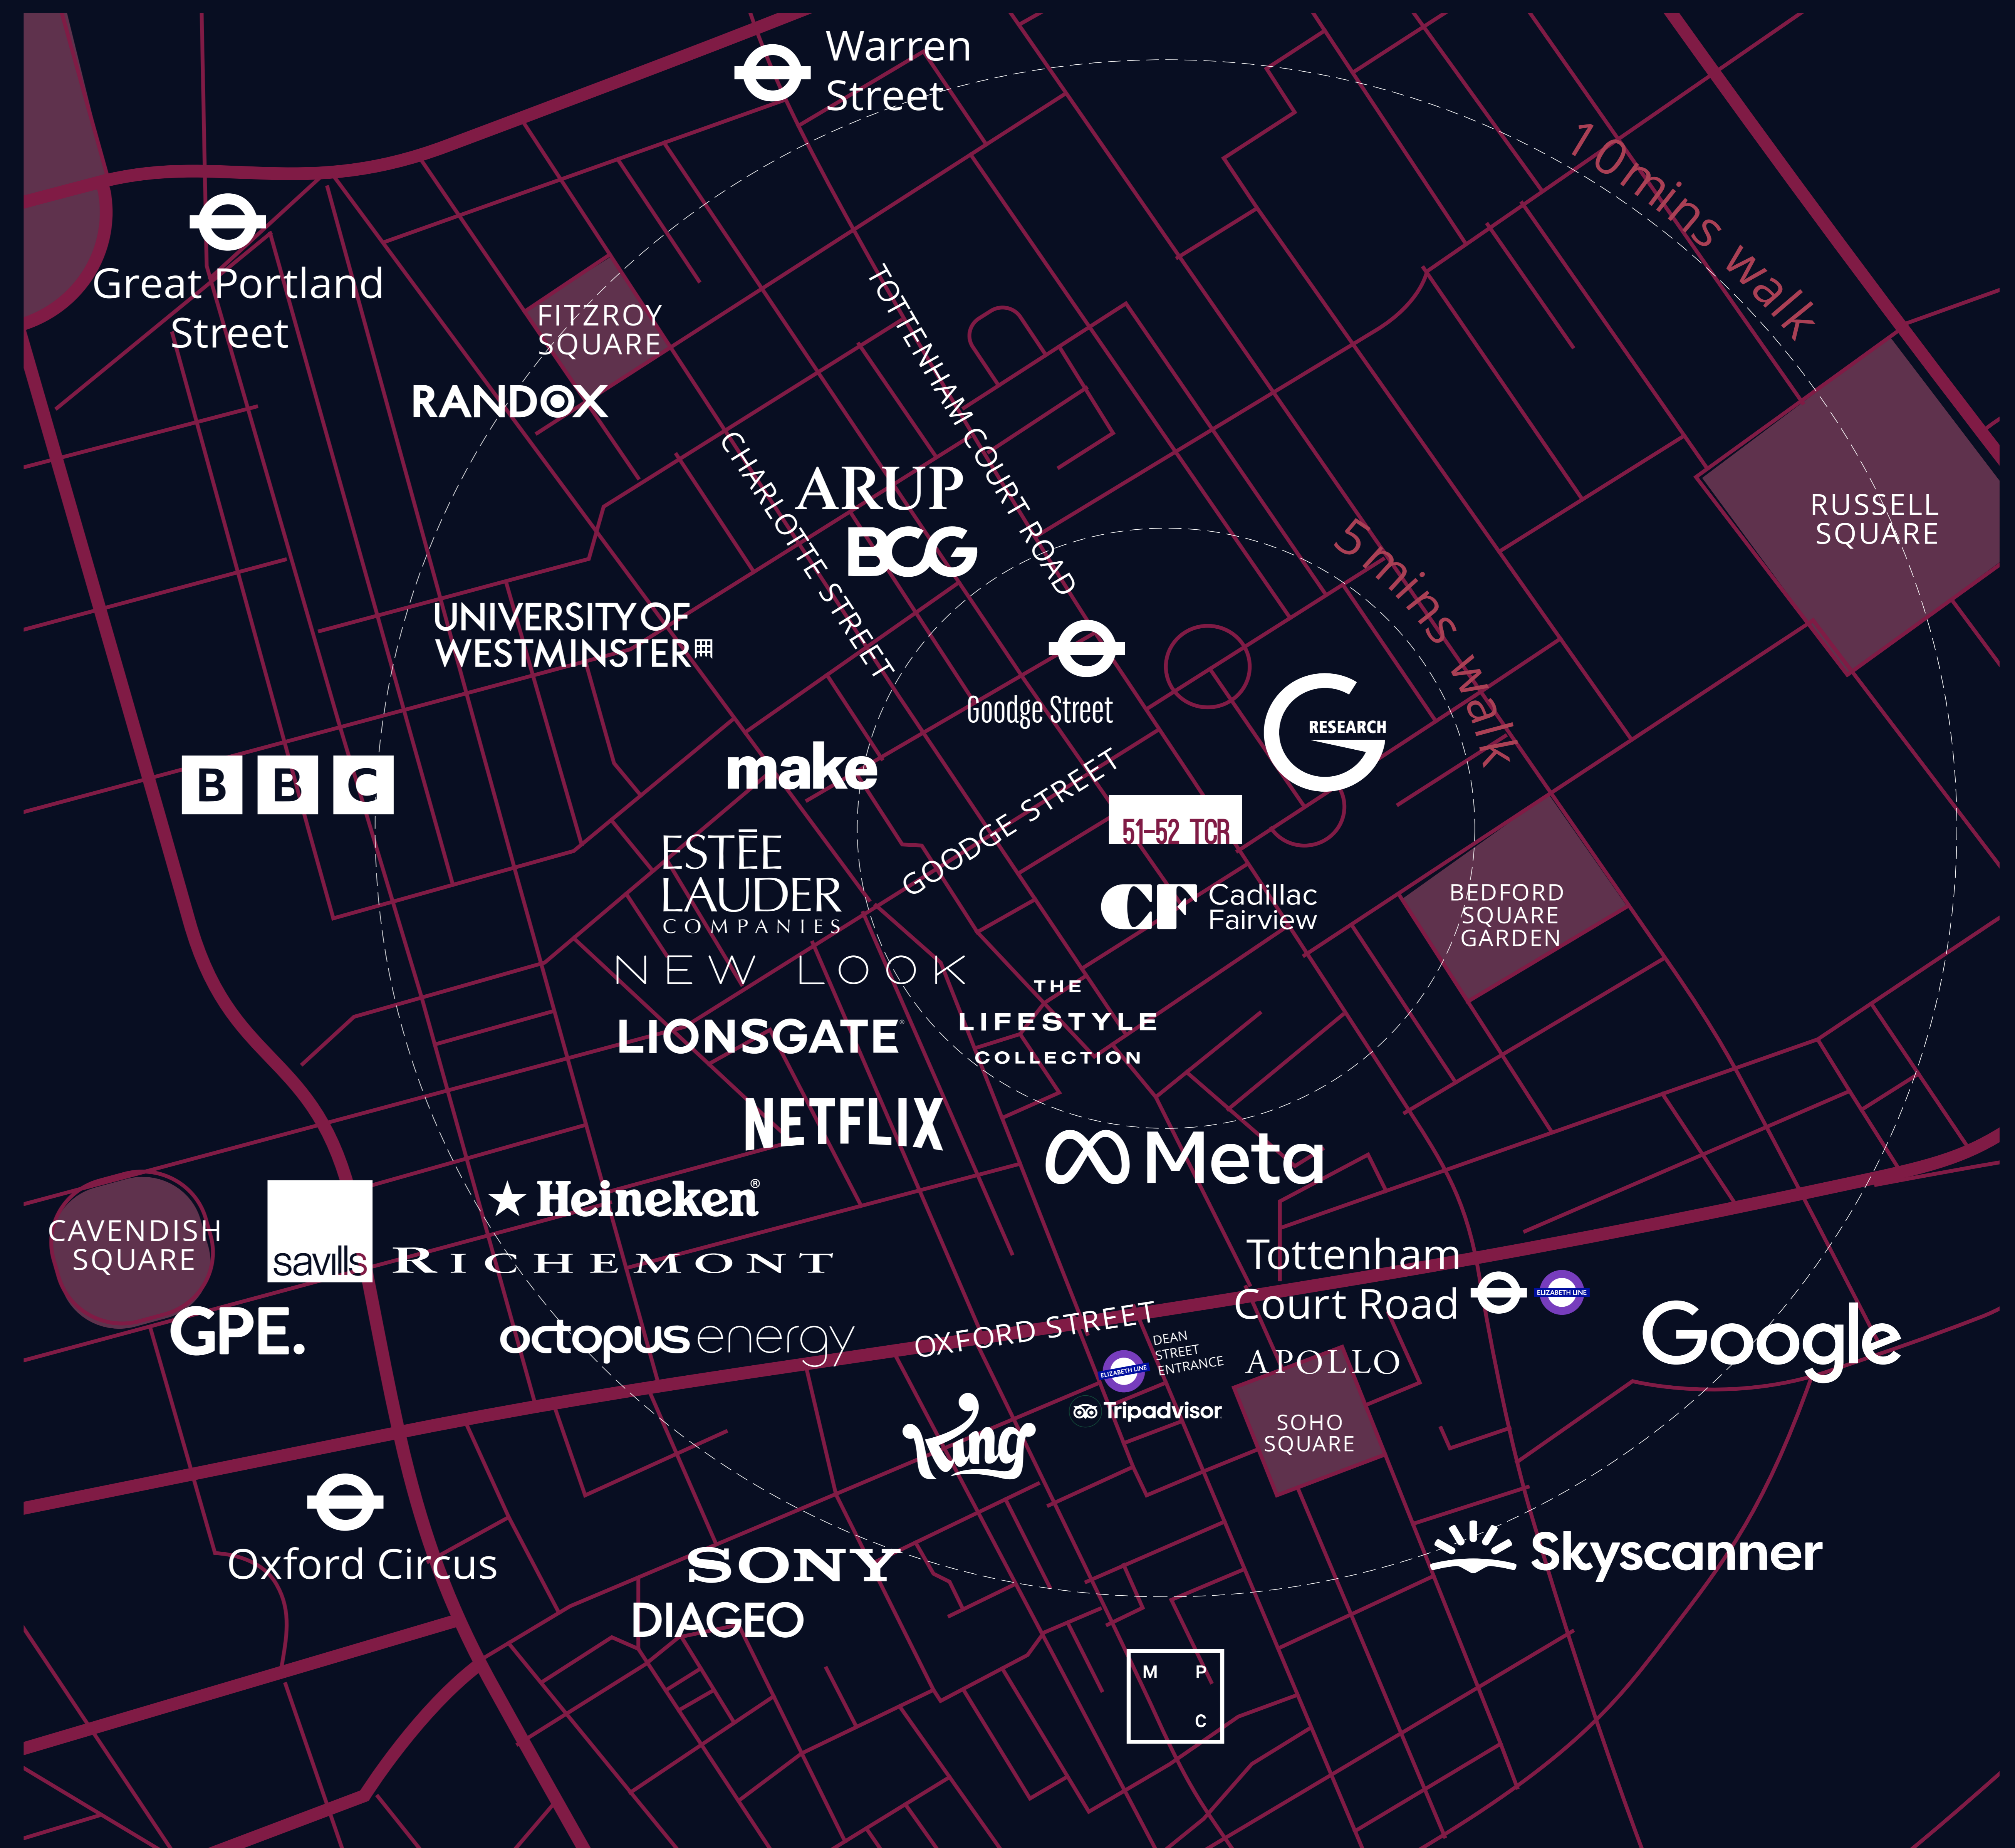 Warren
Street
10mins walk
Great Portland
Street
FITZROY
SQUARE
TOTTENHAM COURT ROAD
RANDOX
CHARLOTTE STREET
ARUP
BCG
RUSSELL
SQUARE
5mins walk
UNIVERSITY OF
WESTMINSTER
Goodge Street
G RESEARCH
BBC
make
GOODGE STREET
51–52 TCR
ESTĒE
LAUDER
COMPANIES
CF Cadillac
Fairview
BEDFORD
SQUARE
GARDEN
NEW LOOK
THE
LIFESTYLE
COLLECTION
LIONSGATE®
NETFLIX
Meta
Heineken®
CAVENDISH
SQUARE
savills
RICHEMONT
Tottenham
Court Road
ELIZABETH LINE
GPE.
octopus energy
OXFORD STREET
DEAN
STREET
ENTRANCE
ELIZABETH LINE
APOLLO
Google
Tripadvisor
King
SOHO
SQUARE
Oxford Circus
SONY
Skyscanner
DIAGEO
M P
C